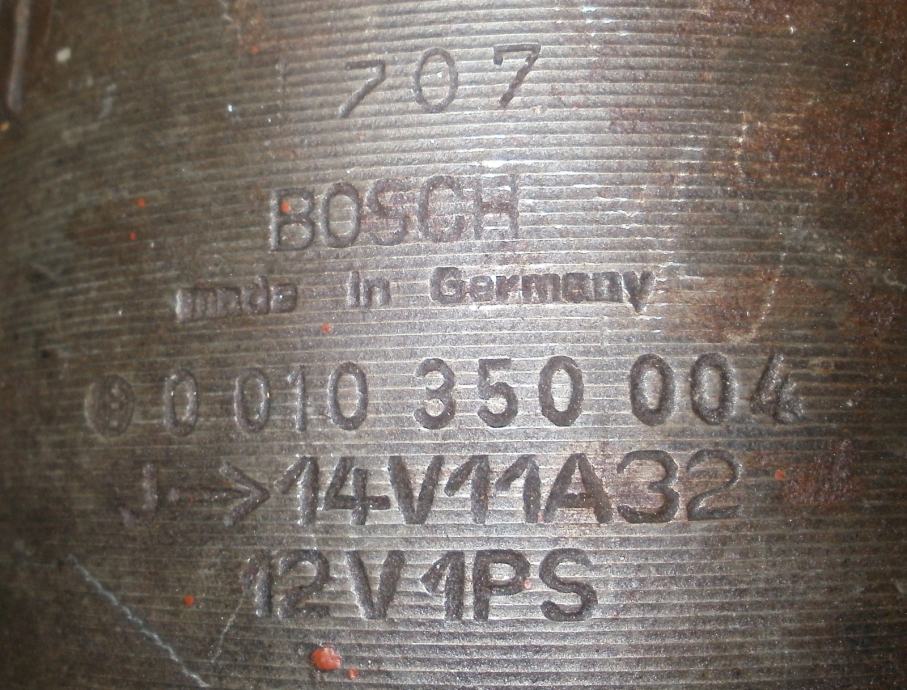 707
BOSCH
made in Germany
0 010 350 004
J→14V11A32
12V1PS